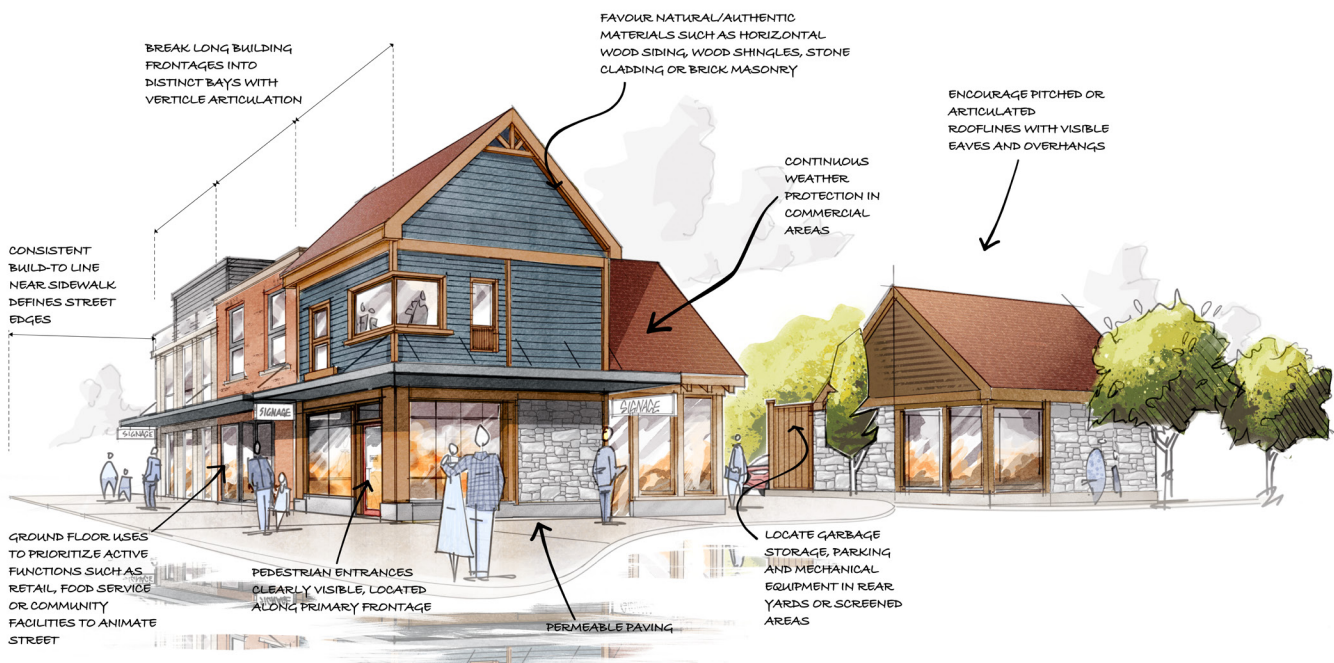 BREAK LONG BUILDING
FRONTAGES INTO
DISTINCT BAYS WITH
VERTICLE ARTICULATION
FAVOUR NATURAL/AUTHENTIC
MATERIALS SUCH AS HORIZONTAL
WOOD SIDING, WOOD SHINGLES, STONE
CLADDING OR BRICK MASONRY
ENCOURAGE PITCHED OR
ARTICULATED
ROOFLINES WITH VISIBLE
EAVES AND OVERHANGS
CONTINUOUS
WEATHER
PROTECTION IN
COMMERCIAL
AREAS
CONSISTENT
BUILD-TO LINE
NEAR SIDEWALK
DEFINES STREET
EDGES
SIGNAGE
SIGNAGE
SIGNAGE
GROUND FLOOR USES
TO PRIORITIZE ACTIVE
FUNCTIONS SUCH AS
RETAIL, FOOD SERVICE
OR COMMUNITY
FACILITIES TO ANIMATE
STREET
PEDESTRIAN ENTRANCES
CLEARLY VISIBLE, LOCATED
ALONG PRIMARY FRONTAGE
PERMEABLE PAVING
LOCATE GARBAGE
STORAGE, PARKING
AND MECHANICAL
EQUIPMENT IN REAR
YARDS OR SCREENED
AREAS